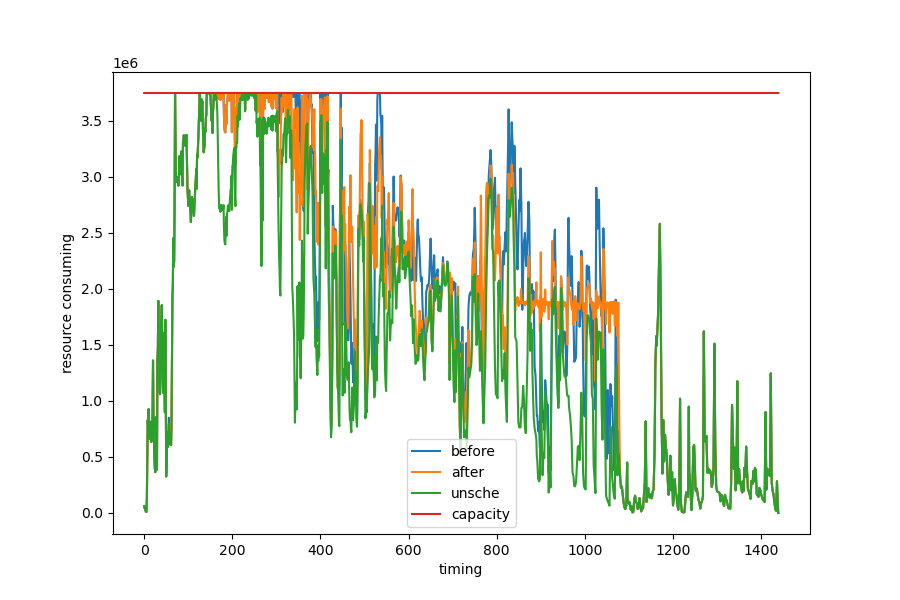 1e6
3.5
3.0
2.5
2.0
1.5
1.0
0.5
0.0
resource consuming
0 200 400 600 800 1000 1200 1400
timing
before
after
unsche
capacity